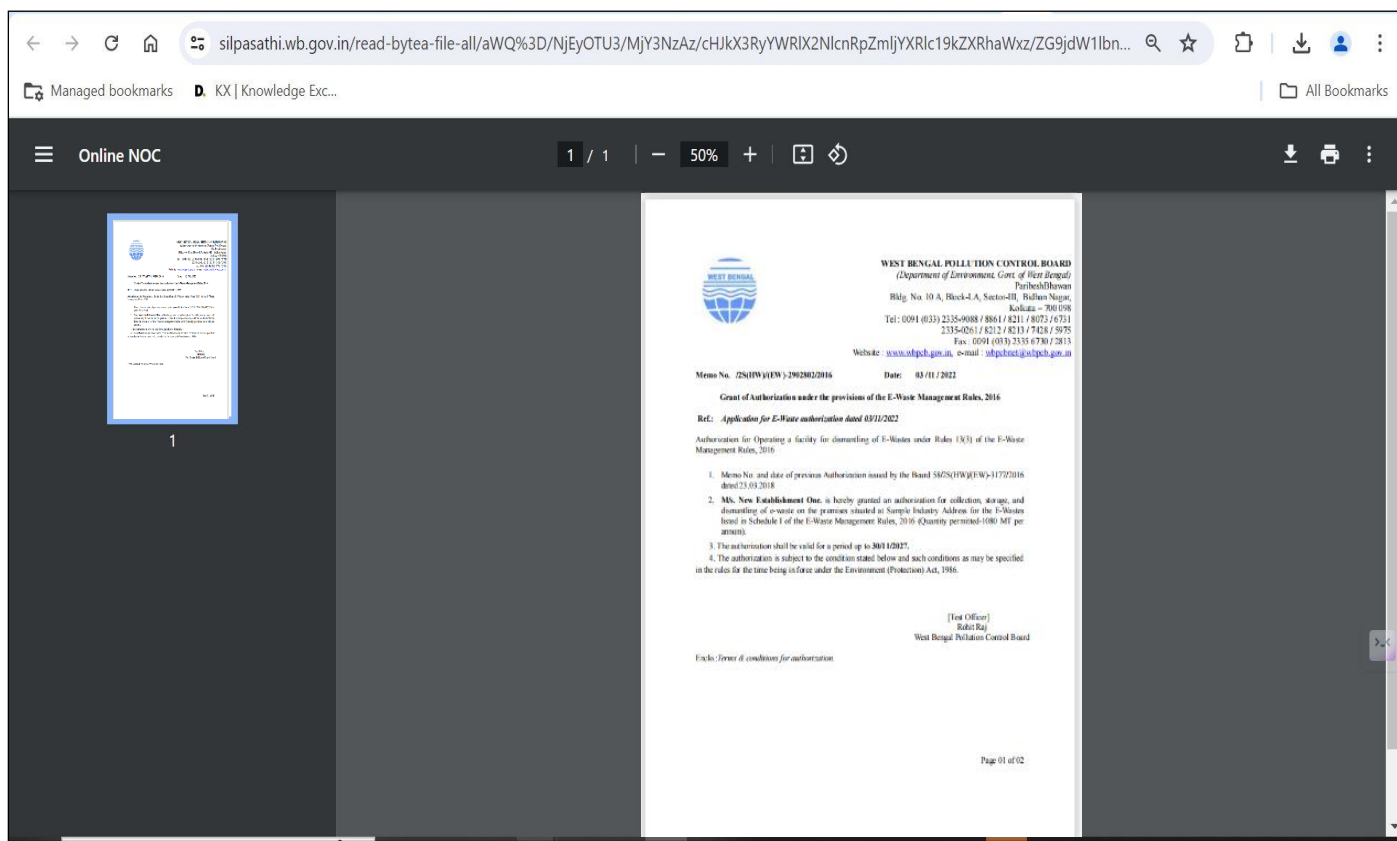 silpasathi.wb.gov.in/read-bytea-file-all/aWQ%3D/NjEyOTU3/MjY3NzAz/cHJkX3RyYWRlX2NlcnRpZmljYXRlc19kZXRhaWxz/ZG9jdW1lbn...
Managed bookmarks D. KX | Knowledge Exc... All Bookmarks
Online NOC 1 / 1 − 50% +
1
WEST BENGAL
WEST BENGAL POLLUTION CONTROL BOARD
(Department of Environment, Govt. of West Bengal)
ParibeshBhawan
Bldg. No. 10 A, Block-LA, Sector-III, Bidhan Nagar,
Kolkata – 700 098
Tel : 0091 (033) 2335-9088 / 8861 / 8211 / 8073 / 6731
2335-0261 / 8212 / 8213 / 7428 / 5975
Fax : 0091 (033) 2335 6730 / 2813
Website : www.wbpcb.gov.in, e-mail : wbpcbnet@wbpcb.gov.in
Memo No. /2S(HW)/(EW)-2902802/2016 Date: 03 /11 / 2022
Grant of Authorization under the provisions of the E-Waste Management Rules, 2016
Ref.: Application for E-Waste authorization dated 03/11/2022
Authorization for Operating a facility for dismantling of E-Wastes under Rules 13(3) of the E-Waste
Management Rules, 2016
1. Memo No. and date of previous Authorization issued by the Board 58/2S(HW)/(EW)-3177/2016
dated 23.03.2018
2. M/s. New Establishment One. is hereby granted an authorization for collection, storage, and
dismantling of e-waste on the premises situated at Sample Industry Address for the E-Wastes
listed in Schedule I of the E-Waste Management Rules, 2016 (Quantity permitted-1080 MT per
annum).
3. The authorization shall be valid for a period up to 30/11/2027.
4. The authorization is subject to the condition stated below and such conditions as may be specified
in the rules for the time being in force under the Environment (Protection) Act, 1986.
[Test Officer]
Rohit Raj
West Bengal Pollution Control Board
Enclo.:Terms & conditions for authorization.
Page 01 of 02